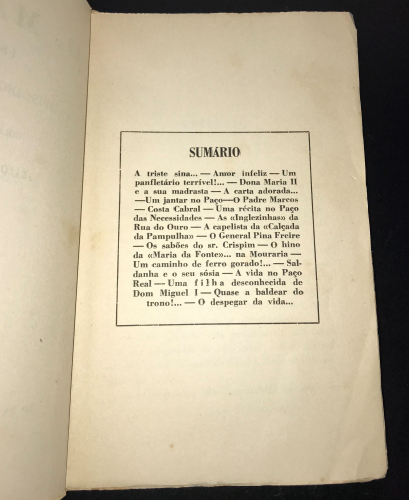 SUMÁRIO
A triste sina... — Amor infeliz — Um
panfletário terrível!... — Dona Maria II
e a sua madrasta — A carta adorada...
—Um jantar no Paço—O Padre Marcos
— Costa Cabral — Uma récita no Paço
das Necessidades — As «Inglezinhas» da
Rua do Ouro — A capelista da «Calçada
da Pampulha» — O General Pina Freire
— Os sabões do sr. Crispim — O hino
da «Maria da Fonte»... na Mouraria —
Um caminho de ferro gorado!... — Sal-
danha e o seu sósia — A vida no Paço
Real — Uma filha desconhecida de
Dom Miguel I — Quase a baldear do
trono!... — O despegar da vida...